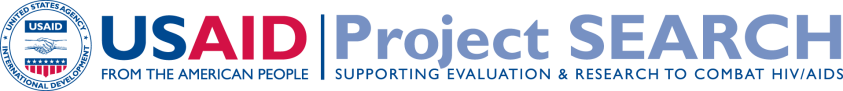 UNITED STATES AGENCY
USAID
INTERNATIONAL DEVELOPMENT
USAID
FROM THE AMERICAN PEOPLE
Project SEARCH
SUPPORTING EVALUATION & RESEARCH TO COMBAT HIV/AIDS